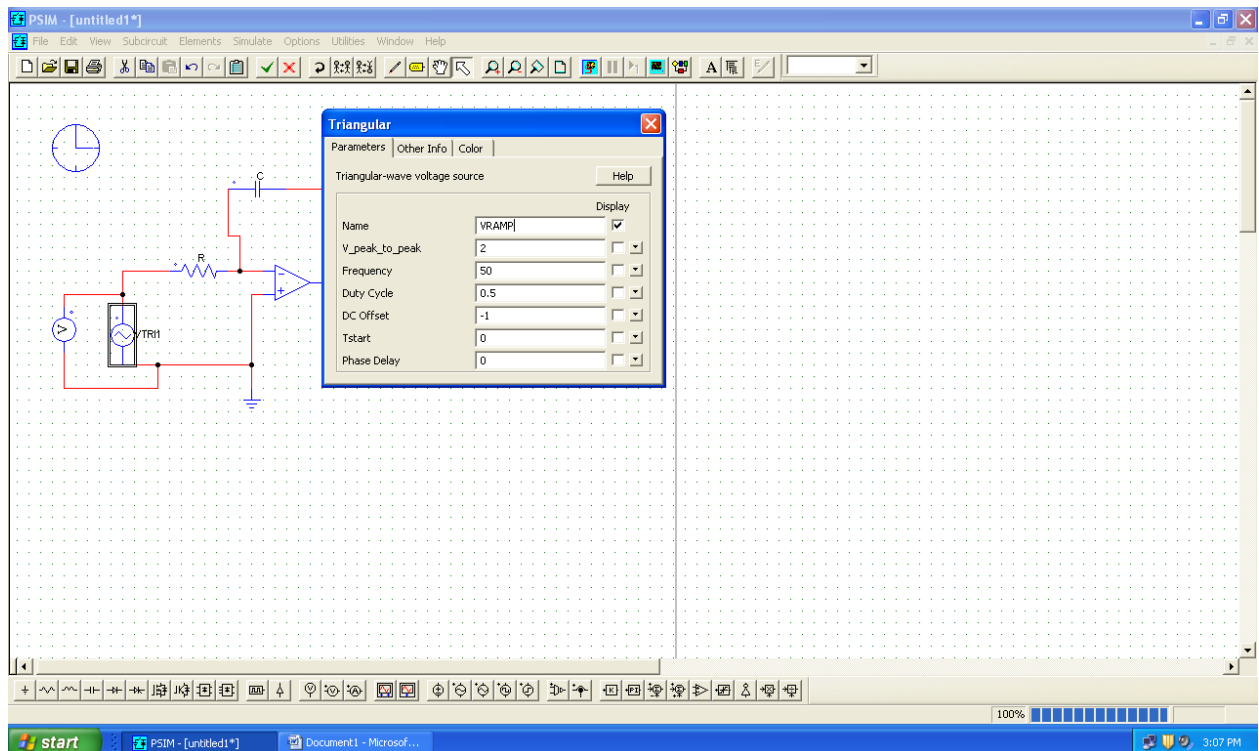 PSIM - [untitled1*]
File Edit View Subcircuit Elements Simulate Options Utilities Window Help
A
Triangular
Parameters Other Info Color
Triangular-wave voltage source Help
Display
Name VRAMP
V_peak_to_peak 2
Frequency 50
Duty Cycle 0.5
DC Offset -1
Tstart 0
Phase Delay 0
C
R
V
VTRI1
K PI
100%
start PSIM - [untitled1*] Document1 - Microsof... 3:07 PM